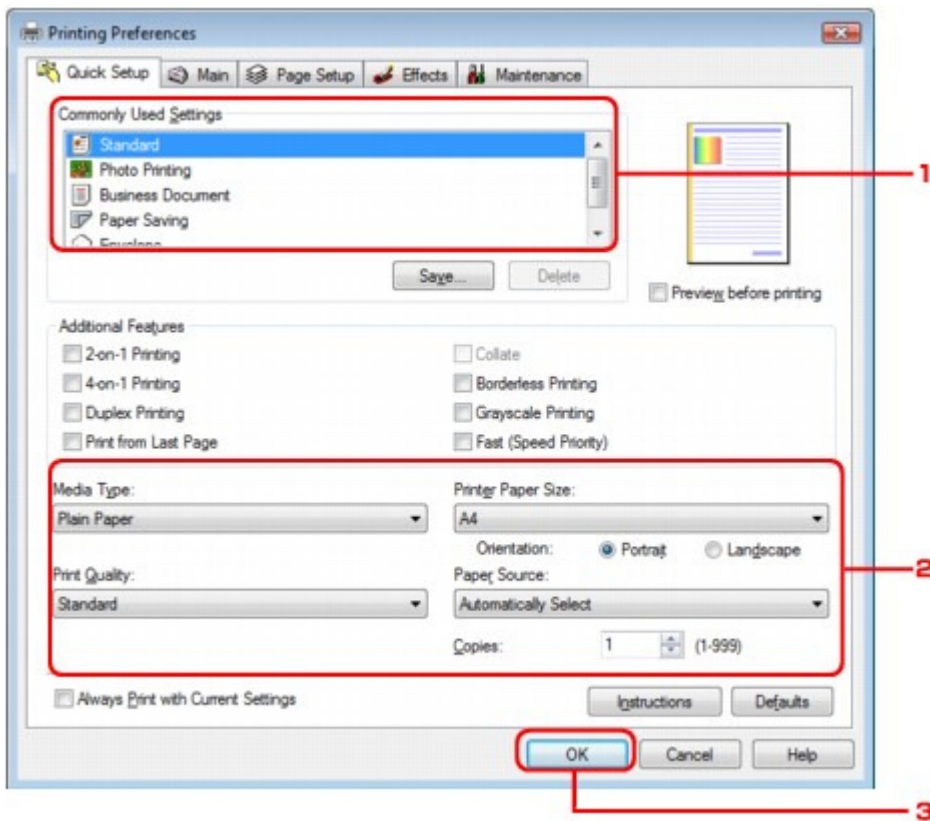 Printing Preferences
Quick Setup Main Page Setup Effects Maintenance
Commonly Used Settings
Standard
Photo Printing
Business Document
Paper Saving
Envelope
1
Save... Delete
Preview before printing
Additional Features
2-on-1 Printing Collate
4-on-1 Printing Borderless Printing
Duplex Printing Grayscale Printing
Print from Last Page Fast (Speed Priority)
Media Type: Printer Paper Size:
Plain Paper A4
Orientation: Portrait Landscape
2
Print Quality: Paper Source:
Standard Automatically Select
Copies: 1 (1-999)
Always Print with Current Settings Instructions Defaults
OK Cancel Help
3